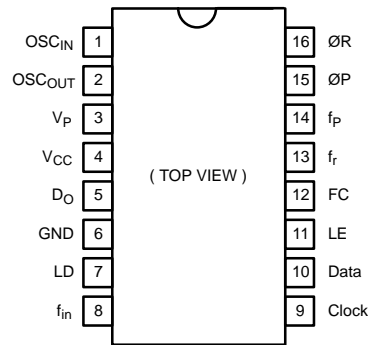 OSCIN 1 16 ØR
OSCOUT 2 15 ØP
VP 3 14 fP
VCC 4 13 fr
( TOP VIEW )
DO 5 12 FC
GND 6 11 LE
LD 7 10 Data
fin 8 9 Clock